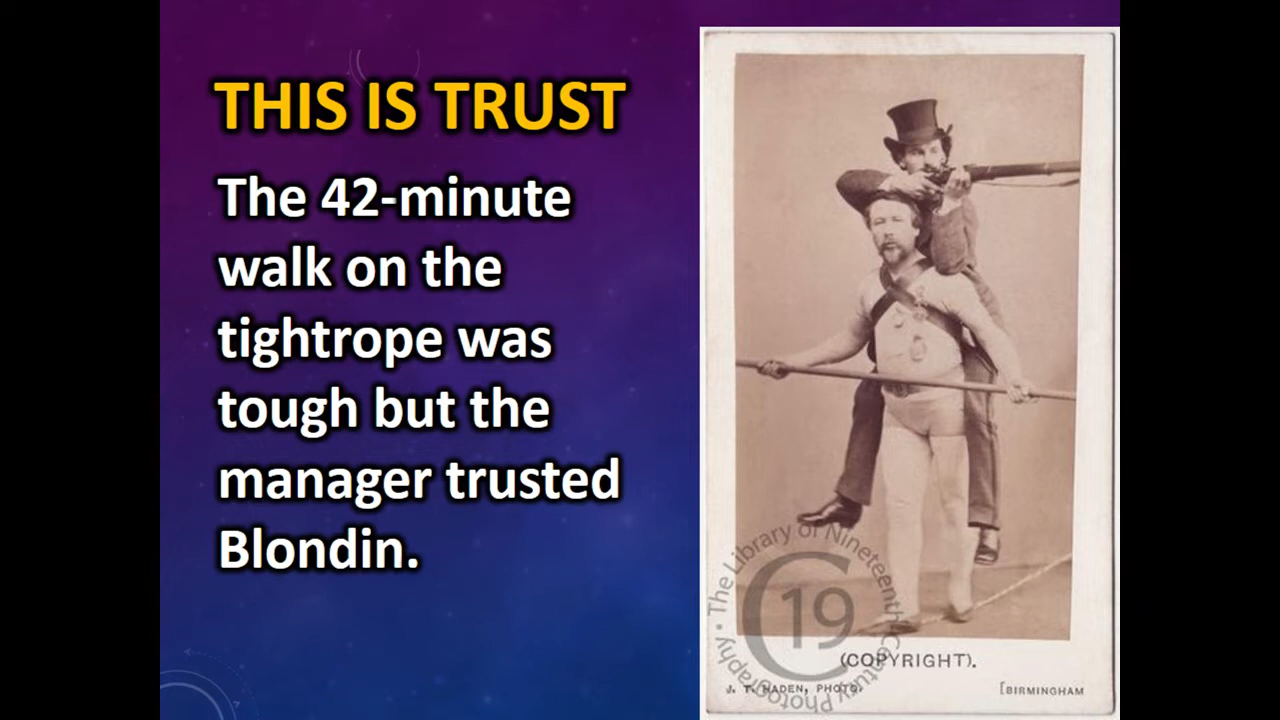 THIS IS TRUST
The 42-minute
walk on the
tightrope was
tough but the
manager trusted
Blondin.
The Library of Nineteenth-Century Photography •
C19
(COPYRIGHT).
J. T. HADEN, PHOTO.
[BIRMINGHAM